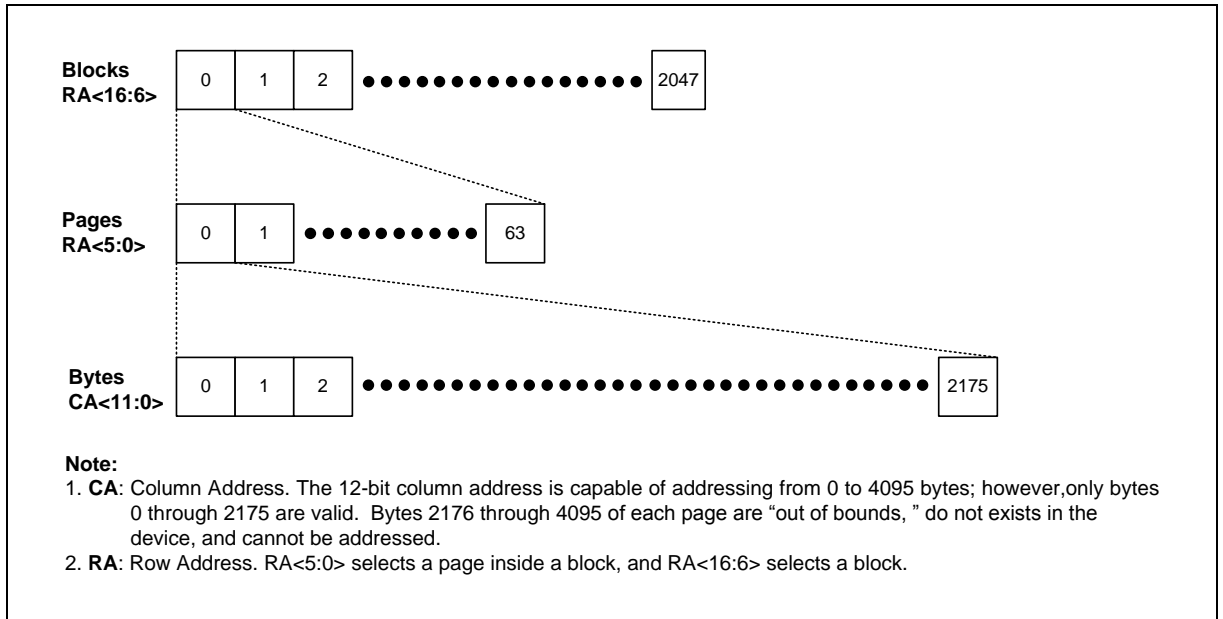 Blocks
RA<16:6>
0 1 2 2047
Pages
RA<5:0>
0 1 63
Bytes
CA<11:0>
0 1 2 2175
Note:
1. CA: Column Address. The 12-bit column address is capable of addressing from 0 to 4095 bytes; however,only bytes
0 through 2175 are valid. Bytes 2176 through 4095 of each page are “out of bounds, ” do not exists in the
device, and cannot be addressed.
2. RA: Row Address. RA<5:0> selects a page inside a block, and RA<16:6> selects a block.